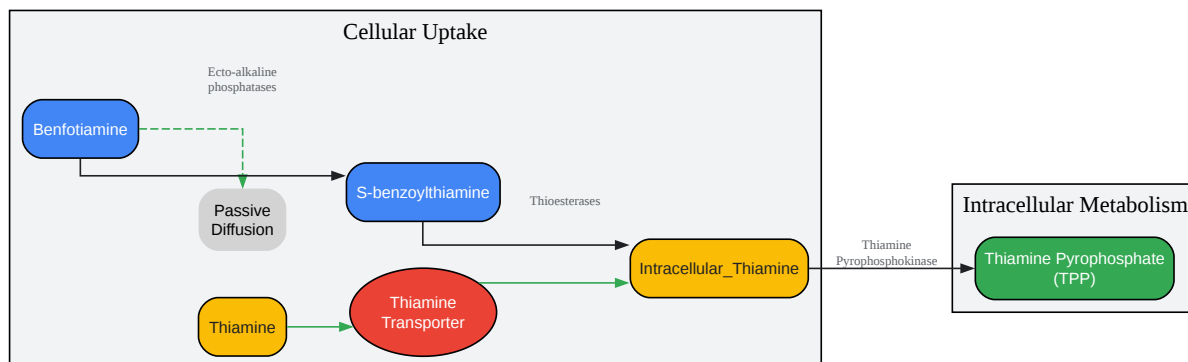 Cellular Uptake
Ecto-alkaline
phosphatases
Benfotiamine
S-benzoylthiamine
Passive
Diffusion
Thioesterases
Intracellular Metabolism
Thiamine
Pyrophosphokinase
Intracellular_Thiamine
Thiamine Pyrophosphate
(TPP)
Thiamine
Thiamine
Transporter